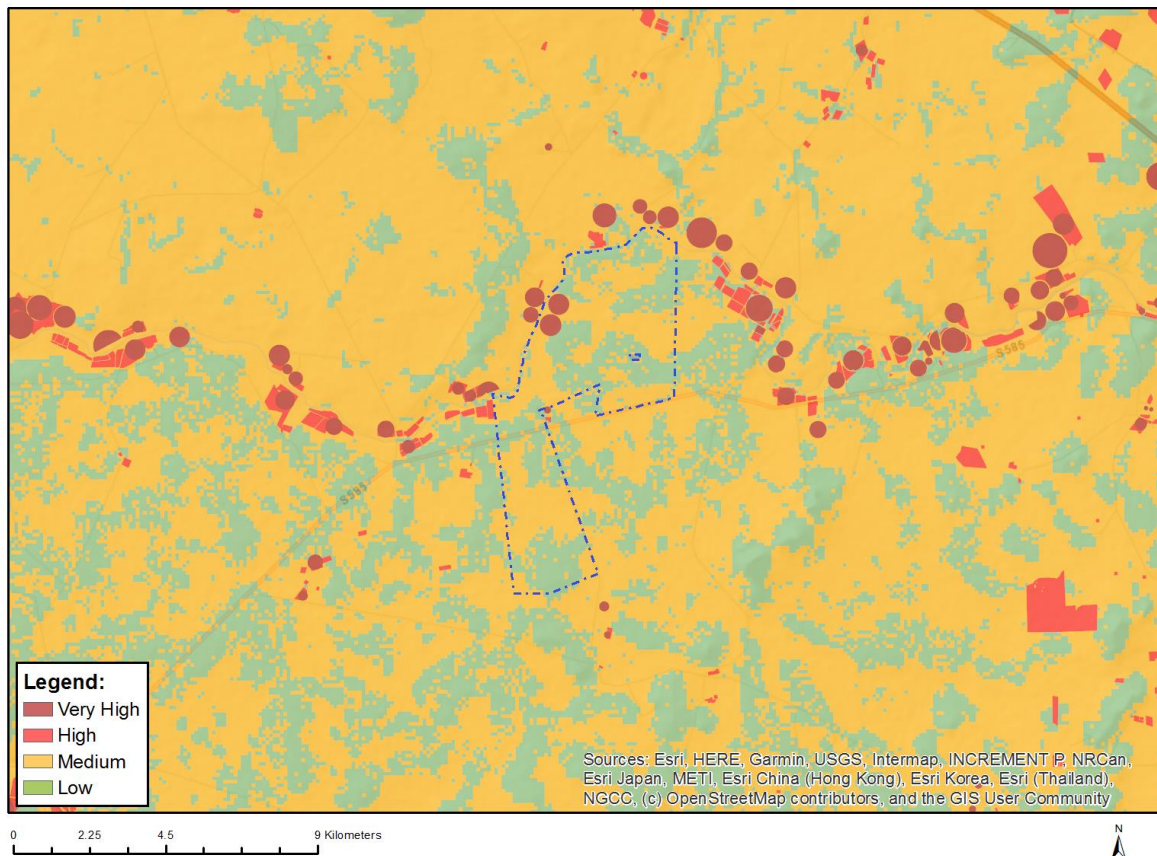 S585
S585
Legend:
Very High
High
Medium
Low
Sources: Esri, HERE, Garmin, USGS, Intermap, INCREMENT P, NRCan,
Esri Japan, METI, Esri China (Hong Kong), Esri Korea, Esri (Thailand),
NGCC, (c) OpenStreetMap contributors, and the GIS User Community
0 2.25 4.5 9 Kilometers
N